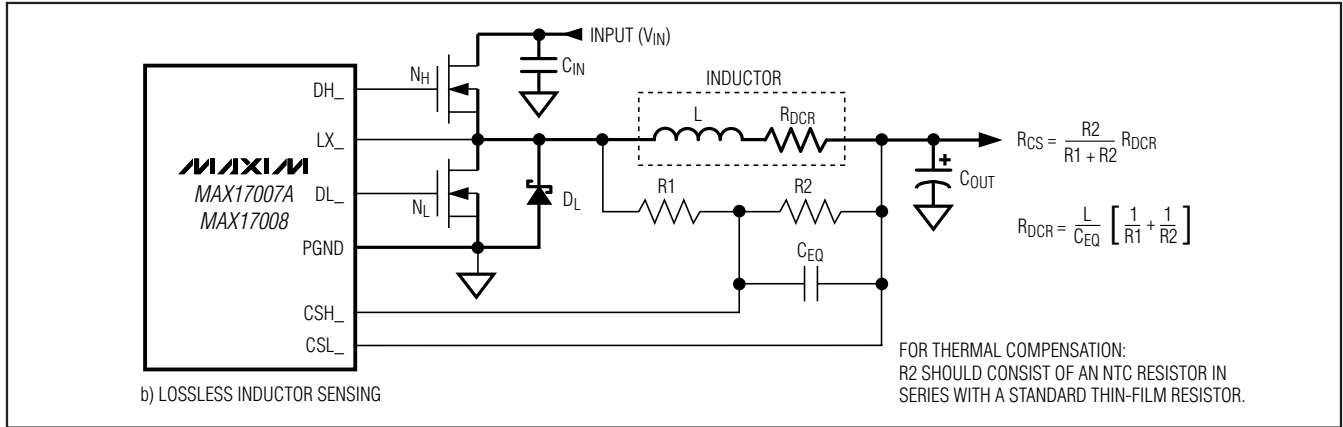 INPUT (VIN)
CIN
NH
DH_
INDUCTOR
L
RDCR
LX_
RCS = R2 / R1 + R2 RDCR
MAXIM
MAX17007A
MAX17008
DL_
NL
DL
R1
R2
COUT
+
RDCR = L / CEQ [ 1 / R1 + 1 / R2 ]
PGND
CEQ
CSH_
CSL_
FOR THERMAL COMPENSATION:
R2 SHOULD CONSIST OF AN NTC RESISTOR IN
SERIES WITH A STANDARD THIN-FILM RESISTOR.
b) LOSSLESS INDUCTOR SENSING